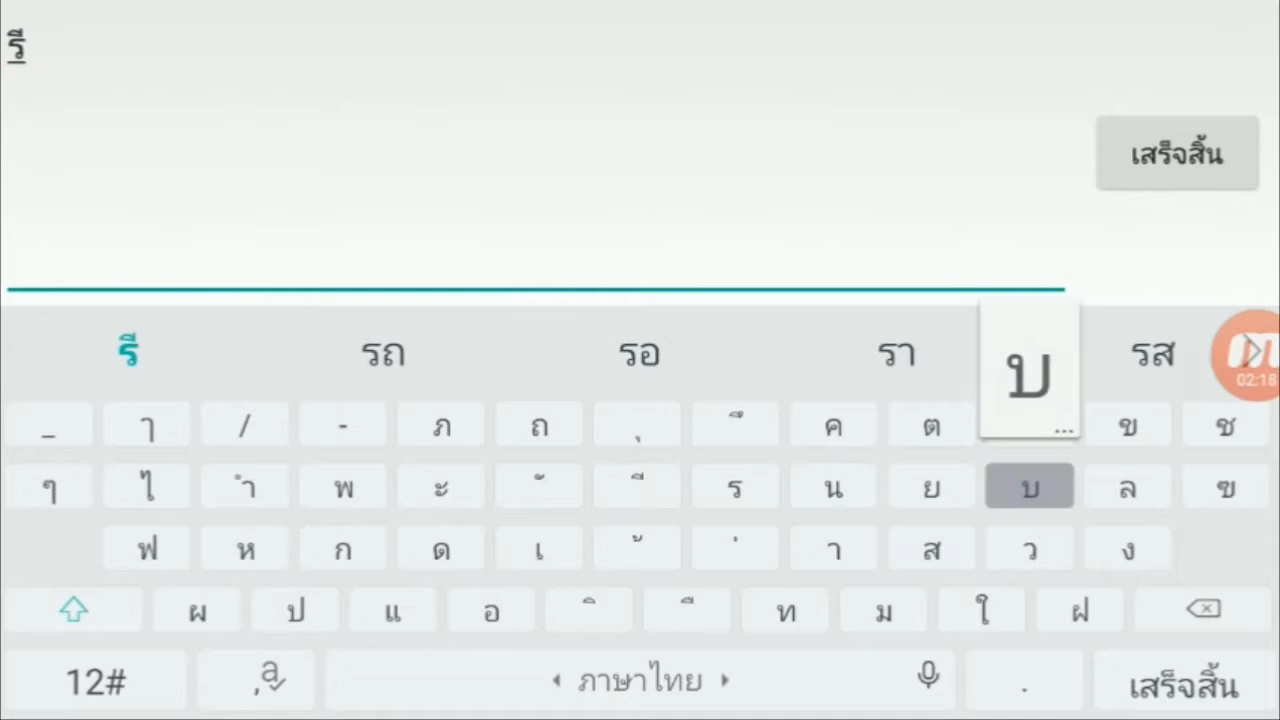 รี
เสร็จสิ้น
รี รถ รอ รา บ ... รส
02:18
_ ๅ / - ภ ถ ุ ึ ค ต ข ช
ๆ ไ ำ พ ะ ั ี ร น ย บ ล ฃ
ฟ ห ก ด เ ้ ่ า ส ว ง
ผ ป แ อ ิ ื ท ม ใ ฝ
12# , a ภาษาไทย . เสร็จสิ้น